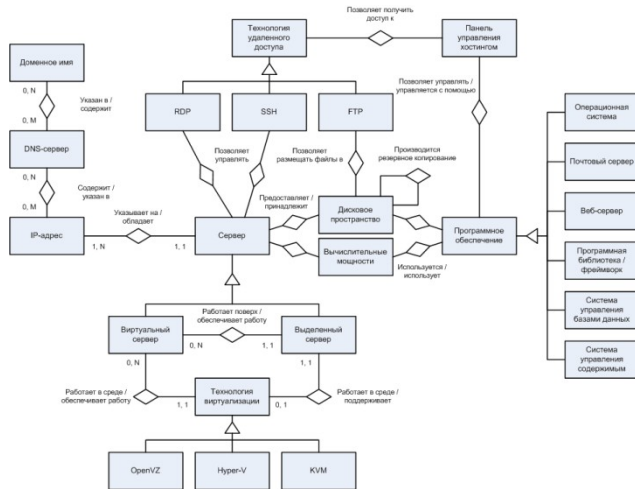 Позволяет получить
доступ к
Технология
удаленного
доступа
Панель
управления
хостингом
Доменное имя
0, N
Указан в /
содержит
0, M
RDP
SSH
FTP
Позволяет управлять /
управляется с помощью
Операционная
система
DNS-сервер
0, N
Содержит /
указан в
0, M
Позволяет
управлять
Позволяет
размещать файлы в
Производится
резервное копирование
Почтовый сервер
IP-адрес
Указывает на /
обладает
1, N
1, 1
Сервер
Предоставляет /
принадлежит
Дисковое
пространство
Вычислительные
мощности
Используется /
использует
Программное
обеспечение
Веб-сервер
Программная
библиотека /
фреймворк
Система
управления
базами данных
Система
управления
содержимым
Виртуальный
сервер
Работает поверх /
обеспечивает работу
0, N
1, 1
Выделенный
сервер
0, N
1, 1
Работает в среде /
обеспечивает работу
1, 1
Технология
виртуализации
0, 1
Работает в среде /
поддерживает
OpenVZ
Hyper-V
KVM